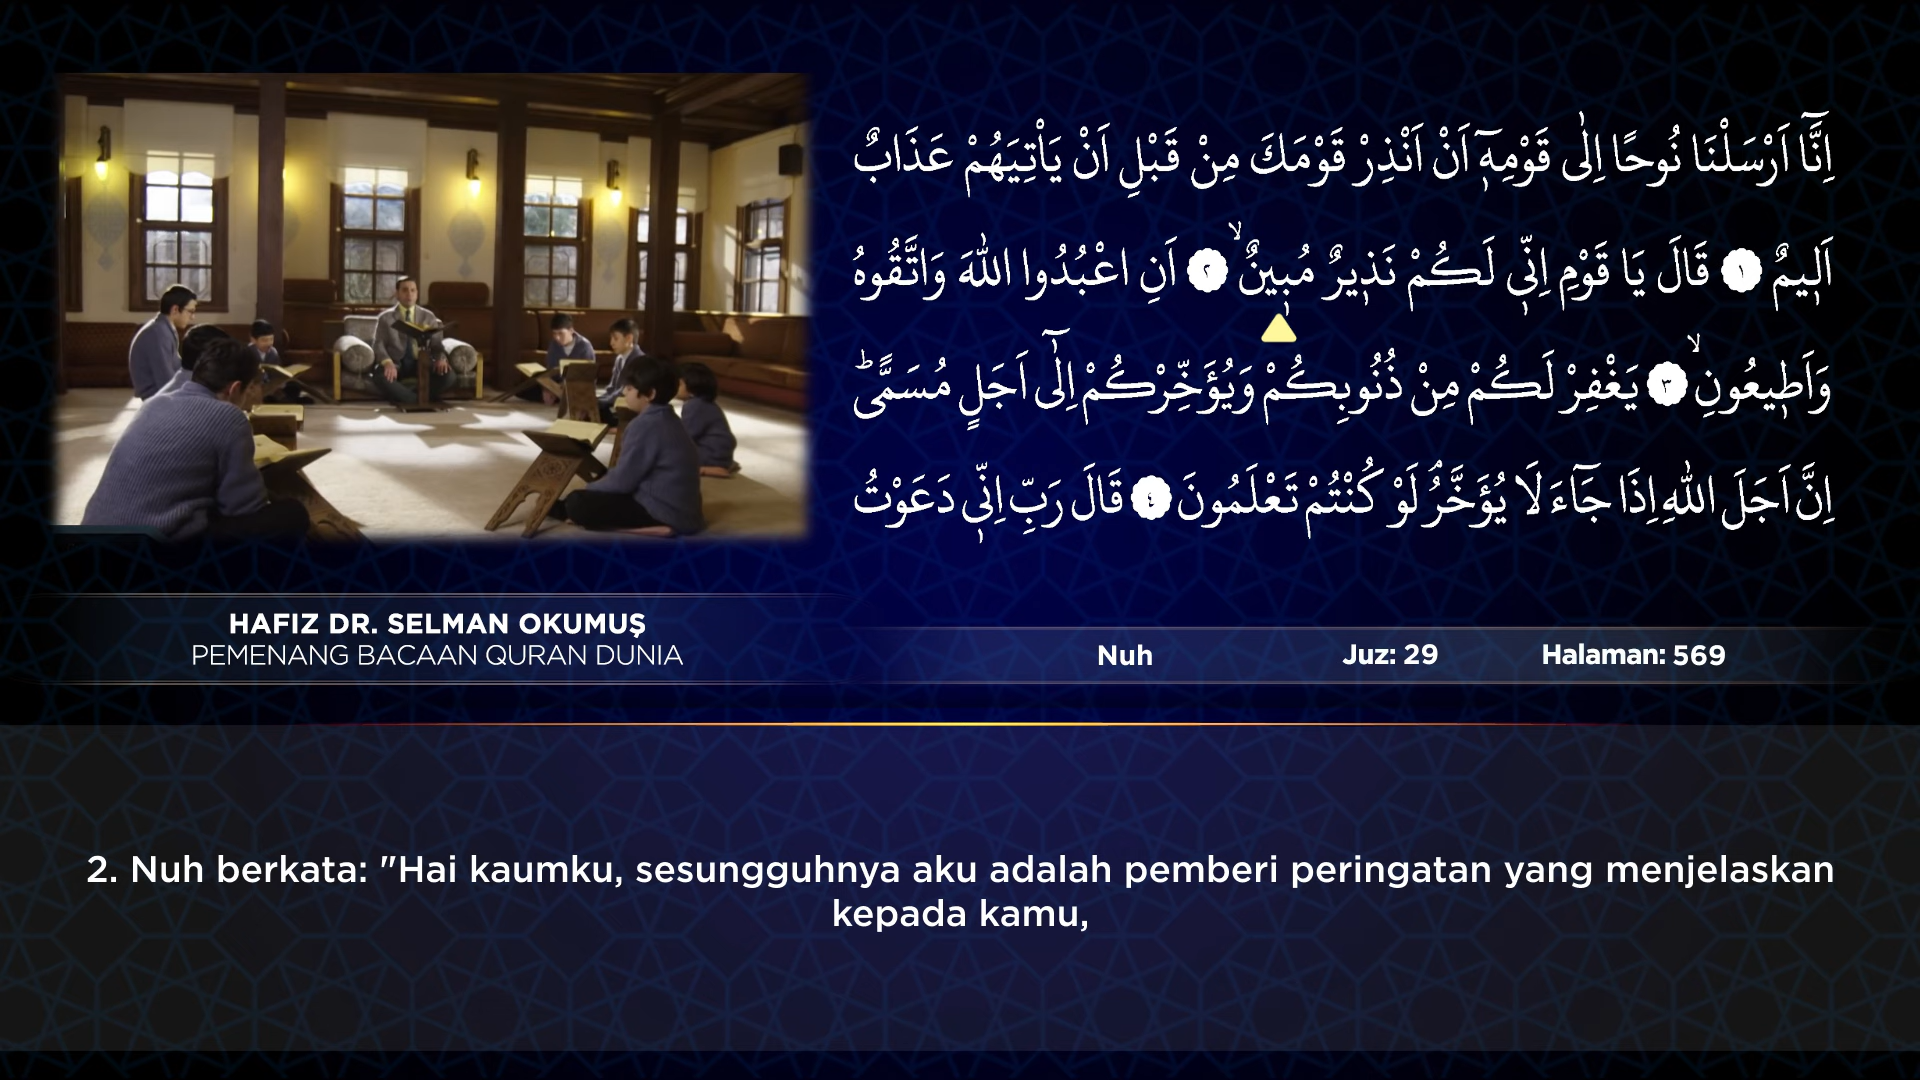 اِنَّٓا اَرْسَلْنَا نُوحًا اِلٰى قَوْمِهٖٓ اَنْ اَنْذِرْ قَوْمَكَ مِنْ قَبْلِ اَنْ يَأْتِيَهُمْ عَذَابٌ
اَلٖيمٌ ١ قَالَ يَا قَوْمِ اِنّٖى لَكُمْ نَذٖيرٌ مُبٖينٌۙ ٢ اَنِ اعْبُدُوا اللّٰهَ وَاتَّقُوهُ
وَاَطٖيعُونِۙ ٣ يَغْفِرْ لَكُمْ مِنْ ذُنُوبِكُمْ وَيُؤَخِّرْكُمْ اِلٰٓى اَجَلٍ مُسَمًّىؕ
اِنَّ اَجَلَ اللّٰهِ اِذَا جَٓاءَ لَا يُؤَخَّرُۢ لَوْ كُنْتُمْ تَعْلَمُونَ ٤ قَالَ رَبِّ اِنّٖى دَعَوْتُ
HAFIZ DR. SELMAN OKUMUŞ
PEMENANG BACAAN QURAN DUNIA
Nuh Juz: 29 Halaman: 569
2. Nuh berkata: "Hai kaumku, sesungguhnya aku adalah pemberi peringatan yang menjelaskan
kepada kamu,